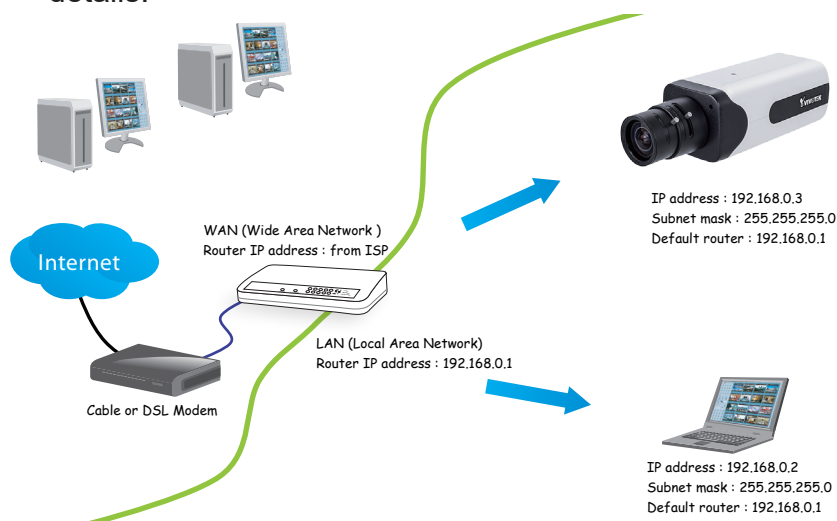 details.
WAN (Wide Area Network )
Router IP address : from ISP
Internet
LAN (Local Area Network)
Router IP address : 192.168.0.1
Cable or DSL Modem
VIVOTEK
IP address : 192.168.0.3
Subnet mask : 255.255.255.0
Default router : 192.168.0.1
IP address : 192.168.0.2
Subnet mask : 255.255.255.0
Default router : 192.168.0.1